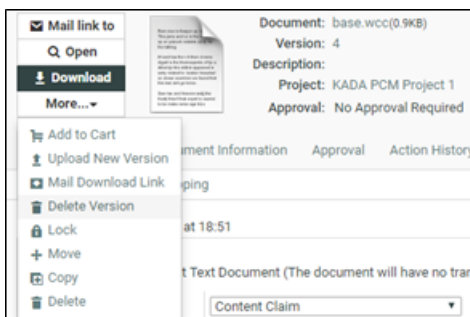 Mail link to
Open
Download
More...
Document: base.wcc(0.9KB)
Version: 4
Description:
Project: KADA PCM Project 1
Approval: No Approval Required
Add to Cart
Upload New Version
Mail Download Link
Delete Version
Lock
Move
Copy
Delete
ument Information Approval Action History
ping
at 18:51
t Text Document (The document will have no tran
Content Claim